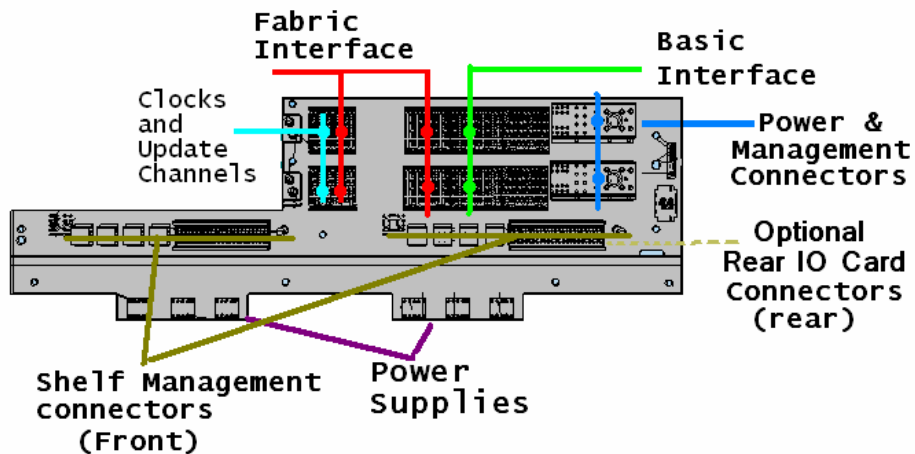 Fabric
Interface
Basic
Interface
Clocks
and
Update
Channels
Power &
Management
Connectors
Optional
Rear IO Card
Connectors
(rear)
Shelf Management
connectors
(Front)
Power
Supplies